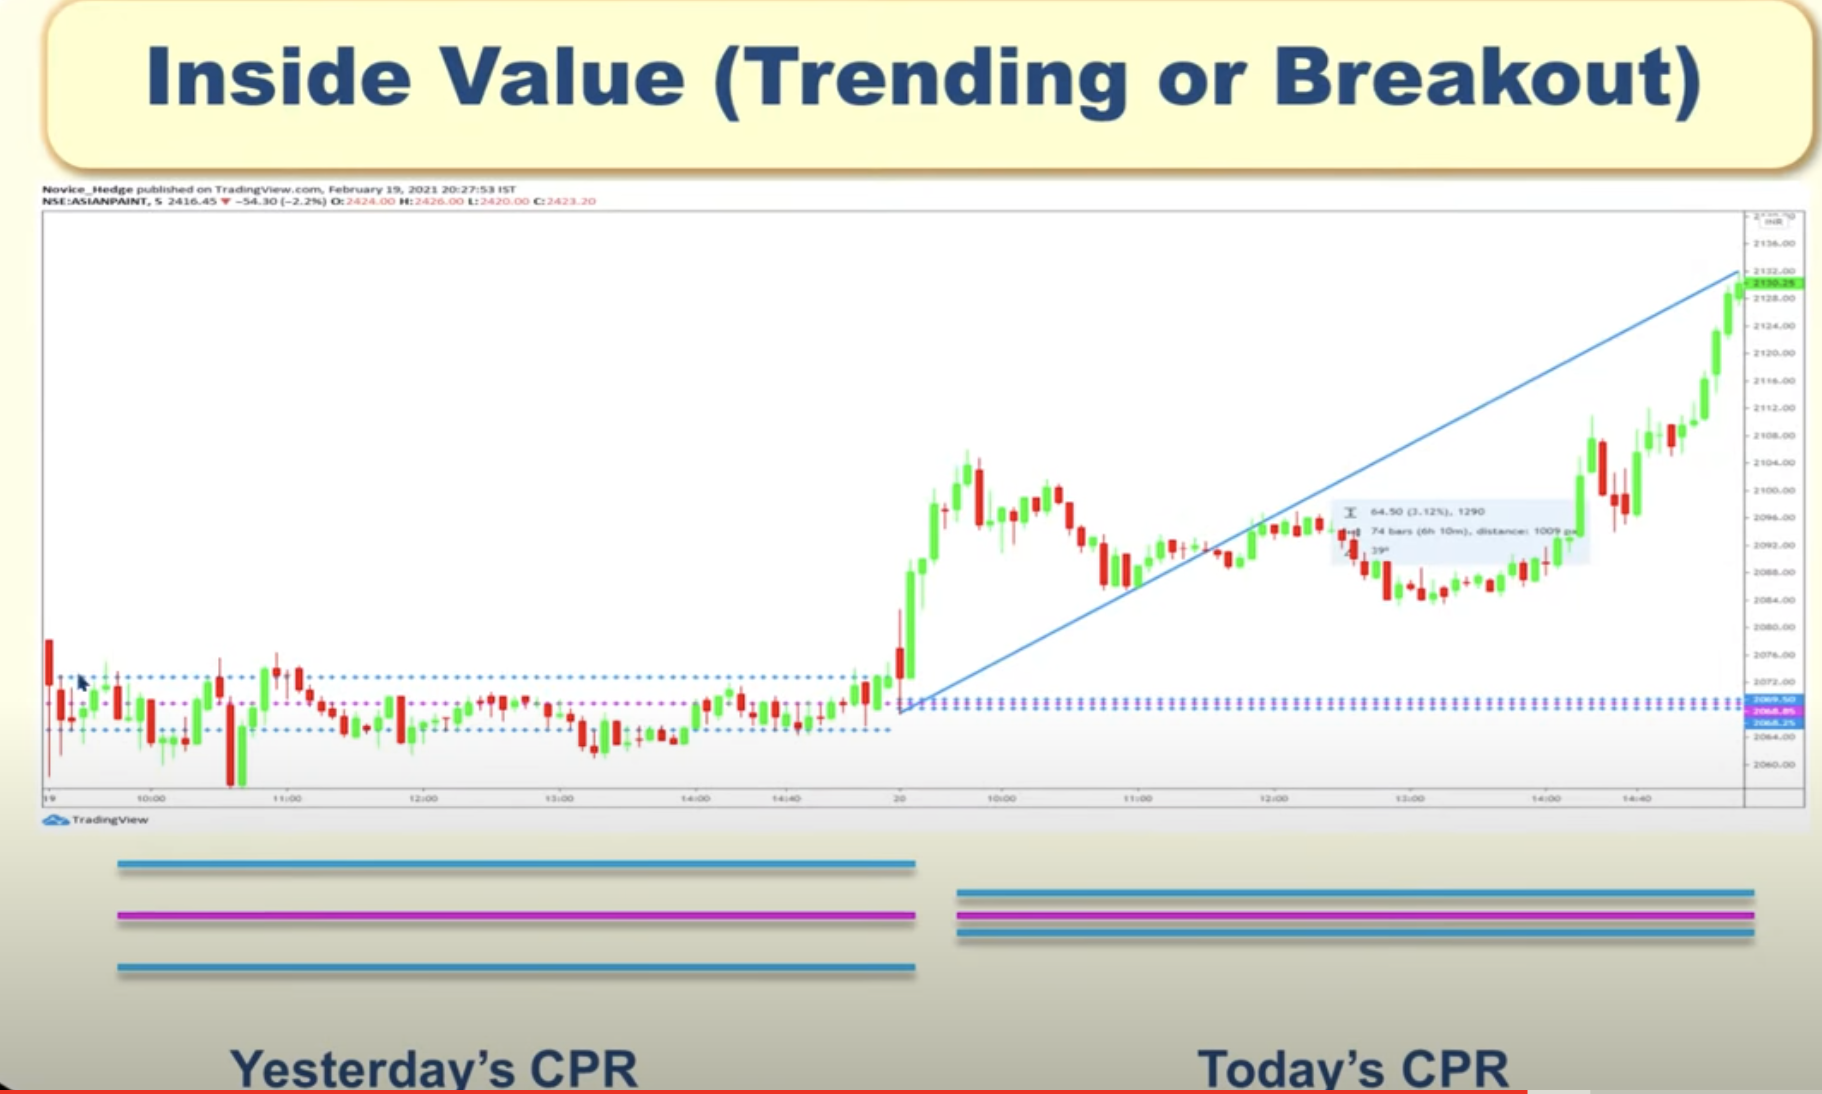 Inside Value (Trending or Breakout)
Novice_Hedge published on TradingView.com, February 19, 2021 20:27:53 IST
NSE:ASIANPAINT, 5 2416.45 ▼ −54.30 (−2.2%) O:2424.00 H:2426.00 L:2420.00 C:2423.20
INR
2136.00
2132.00
2130.25
2128.00
2124.00
2120.00
2116.00
2112.00
2108.00
2104.00
2100.00
2096.00
2092.00
2088.00
2084.00
2080.00
2076.00
2072.00
2069.50
2068.85
2068.25
2064.00
2060.00
64.50 (3.12%), 1290
74 bars (6h 10m), distance: 1009 px
39°
19 10:00 11:00 12:00 13:00 14:00 14:40 20 10:00 11:00 12:00 13:00 14:00 14:40
TradingView
Yesterday's CPR Today's CPR